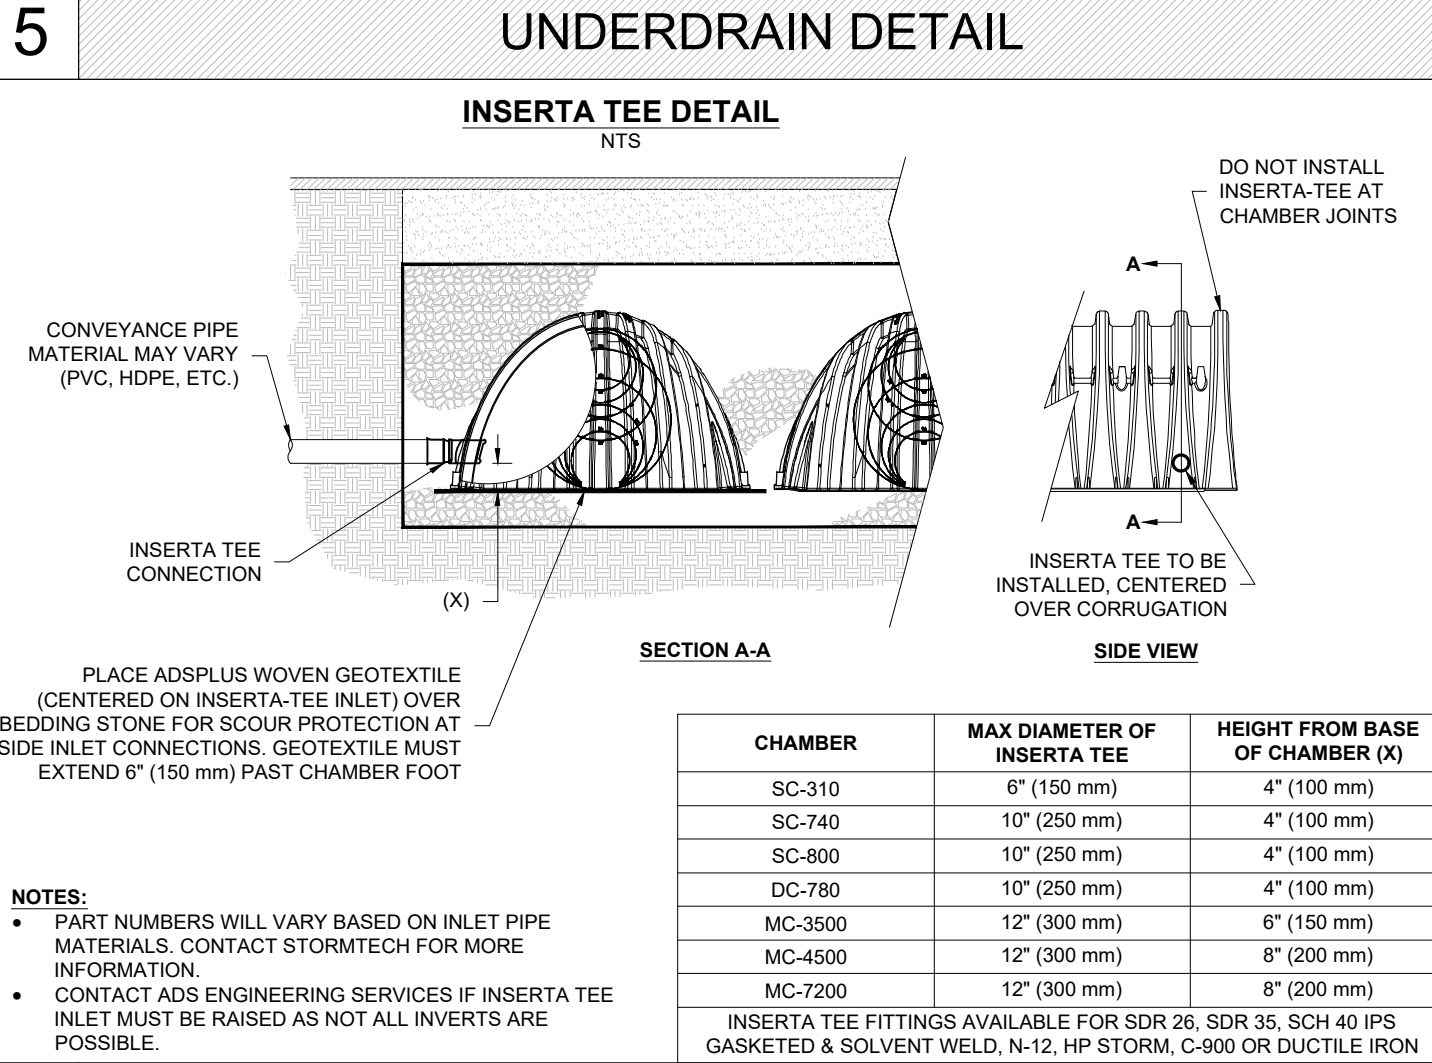 5
UNDERDRAIN DETAIL
INSERTA TEE DETAIL
NTS
DO NOT INSTALL
INSERTA-TEE AT
CHAMBER JOINTS
A
CONVEYANCE PIPE
MATERIAL MAY VARY
(PVC, HDPE, ETC.)
A
INSERTA TEE
CONNECTION
(X)
INSERTA TEE TO BE
INSTALLED, CENTERED
OVER CORRUGATION
SECTION A-A
SIDE VIEW
PLACE ADSPLUS WOVEN GEOTEXTILE
(CENTERED ON INSERTA-TEE INLET) OVER
BEDDING STONE FOR SCOUR PROTECTION AT
SIDE INLET CONNECTIONS. GEOTEXTILE MUST
EXTEND 6" (150 mm) PAST CHAMBER FOOT
CHAMBER MAX DIAMETER OF INSERTA TEE HEIGHT FROM BASE OF CHAMBER (X)
SC-310 6" (150 mm) 4" (100 mm)
SC-740 10" (250 mm) 4" (100 mm)
SC-800 10" (250 mm) 4" (100 mm)
DC-780 10" (250 mm) 4" (100 mm)
MC-3500 12" (300 mm) 6" (150 mm)
MC-4500 12" (300 mm) 8" (200 mm)
MC-7200 12" (300 mm) 8" (200 mm)
INSERTA TEE FITTINGS AVAILABLE FOR SDR 26, SDR 35, SCH 40 IPS
GASKETED & SOLVENT WELD, N-12, HP STORM, C-900 OR DUCTILE IRON
NOTES:
• PART NUMBERS WILL VARY BASED ON INLET PIPE
MATERIALS. CONTACT STORMTECH FOR MORE
INFORMATION.
• CONTACT ADS ENGINEERING SERVICES IF INSERTA TEE
INLET MUST BE RAISED AS NOT ALL INVERTS ARE
POSSIBLE.